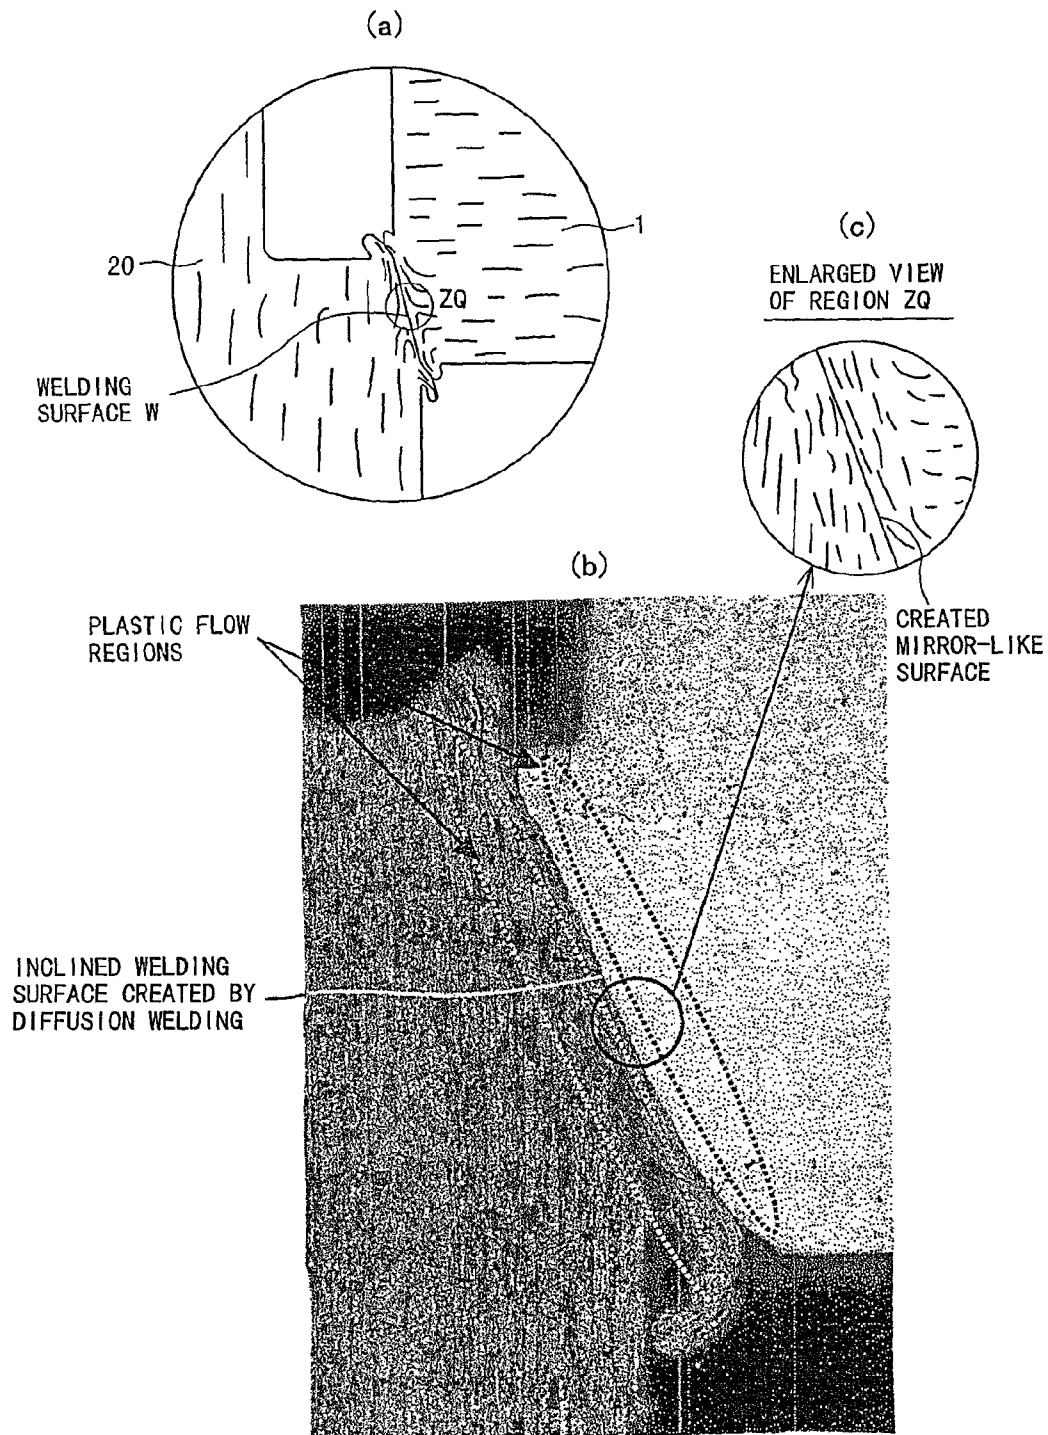 (a)
1
20
ZQ
WELDING
SURFACE W
(c)
ENLARGED VIEW
OF REGION ZQ
CREATED
MIRROR-LIKE
SURFACE
(b)
PLASTIC FLOW
REGIONS
INCLINED WELDING
SURFACE CREATED BY
DIFFUSION WELDING